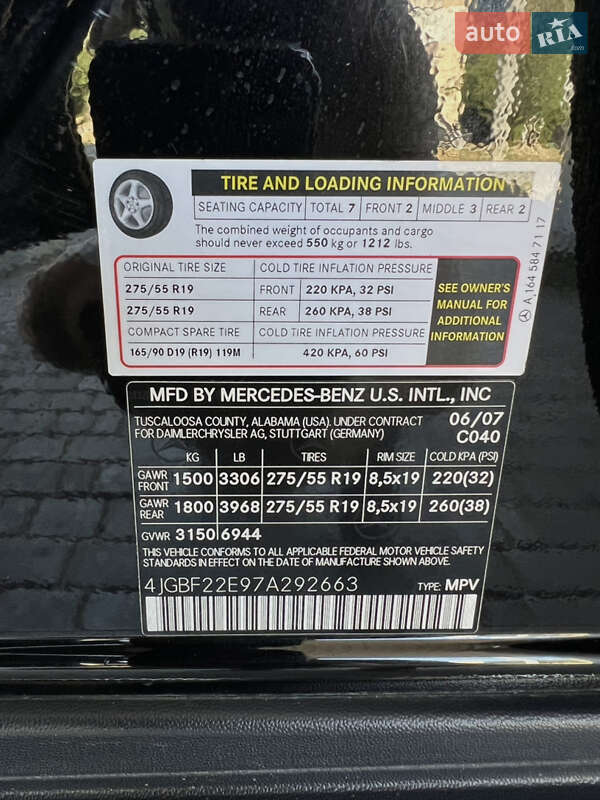 auto RIA.com
TIRE AND LOADING INFORMATION
SEATING CAPACITY TOTAL 7 FRONT 2 MIDDLE 3 REAR 2
The combined weight of occupants and cargo
should never exceed 550 kg or 1212 lbs.
ORIGINAL TIRE SIZE COLD TIRE INFLATION PRESSURE
275/55 R19 FRONT 220 KPA, 32 PSI
275/55 R19 REAR 260 KPA, 38 PSI
COMPACT SPARE TIRE COLD TIRE INFLATION PRESSURE
165/90 D19 (R19) 119M 420 KPA, 60 PSI
SEE OWNER'S
MANUAL FOR
ADDITIONAL
INFORMATION
A 164 584 71 17
MFD BY MERCEDES-BENZ U.S. INTL., INC
TUSCALOOSA COUNTY, ALABAMA (USA). UNDER CONTRACT 06/07
FOR DAIMLERCHRYSLER AG, STUTTGART (GERMANY) C040
KG LB TIRES RIM SIZE COLD KPA (PSI)
GAWR FRONT 1500 3306 275/55 R19 8,5x19 220(32)
GAWR REAR 1800 3968 275/55 R19 8,5x19 260(38)
GVWR 3150 6944
THIS VEHICLE CONFORMS TO ALL APPLICABLE FEDERAL MOTOR VEHICLE SAFETY
STANDARDS IN EFFECT ON THE DATE OF MANUFACTURE SHOWN ABOVE.
4JGBF22E97A292663 TYPE: MPV